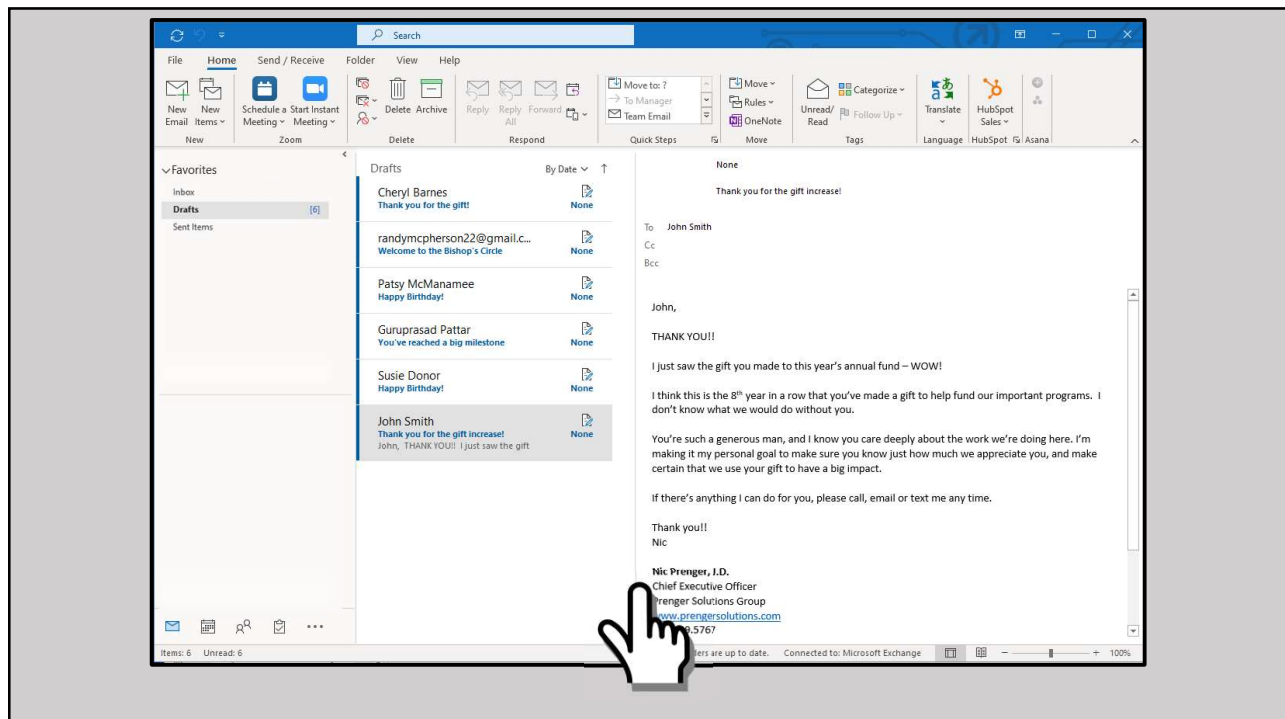 Search
File Home Send / Receive Folder View Help
New Email
New Items
Schedule a Meeting
Start Instant Meeting
Delete Archive
Reply Reply All Forward
Move to: ?
To Manager
Team Email
Move
Rules
OneNote
Unread/ Read
Categorize
Follow Up
Translate
HubSpot Sales
New Zoom Delete Respond Quick Steps Move Tags Language HubSpot Asana
Favorites
Inbox
Drafts [6]
Sent Items
Drafts By Date
Cheryl Barnes
Thank you for the gift! None
randymcpherson22@gmail.c...
Welcome to the Bishop's Circle None
Patsy McManamee
Happy Birthday! None
Guruprasad Pattar
You've reached a big milestone None
Susie Donor
Happy Birthday! None
John Smith
Thank you for the gift increase! None
John, THANK YOU!! I just saw the gift
None
Thank you for the gift increase!
To John Smith
Cc
Bcc
John,
THANK YOU!!
I just saw the gift you made to this year's annual fund – WOW!
I think this is the 8th year in a row that you've made a gift to help fund our important programs. I
don't know what we would do without you.
You're such a generous man, and I know you care deeply about the work we're doing here. I'm
making it my personal goal to make sure you know just how much we appreciate you, and make
certain that we use your gift to have a big impact.
If there's anything I can do for you, please call, email or text me any time.
Thank you!!
Nic
Nic Prenger, J.D.
Chief Executive Officer
Prenger Solutions Group
www.prengersolutions.com
Items: 6 Unread: 6 are up to date. Connected to: Microsoft Exchange 100%